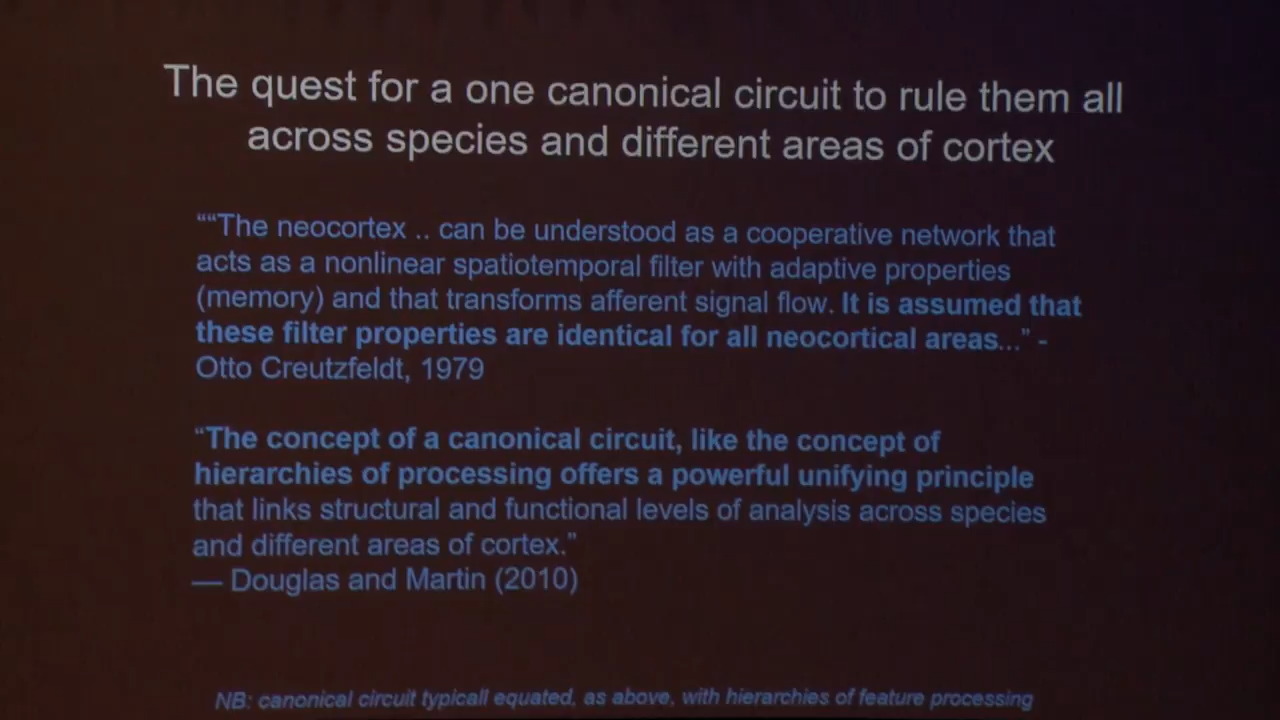 The quest for a one canonical circuit to rule them all
across species and different areas of cortex
““The neocortex .. can be understood as a cooperative network that
acts as a nonlinear spatiotemporal filter with adaptive properties
(memory) and that transforms afferent signal flow. It is assumed that
these filter properties are identical for all neocortical areas...” -
Otto Creutzfeldt, 1979
“The concept of a canonical circuit, like the concept of
hierarchies of processing offers a powerful unifying principle
that links structural and functional levels of analysis across species
and different areas of cortex.”
— Douglas and Martin (2010)
NB: canonical circuit typicall equated, as above, with hierarchies of feature processing